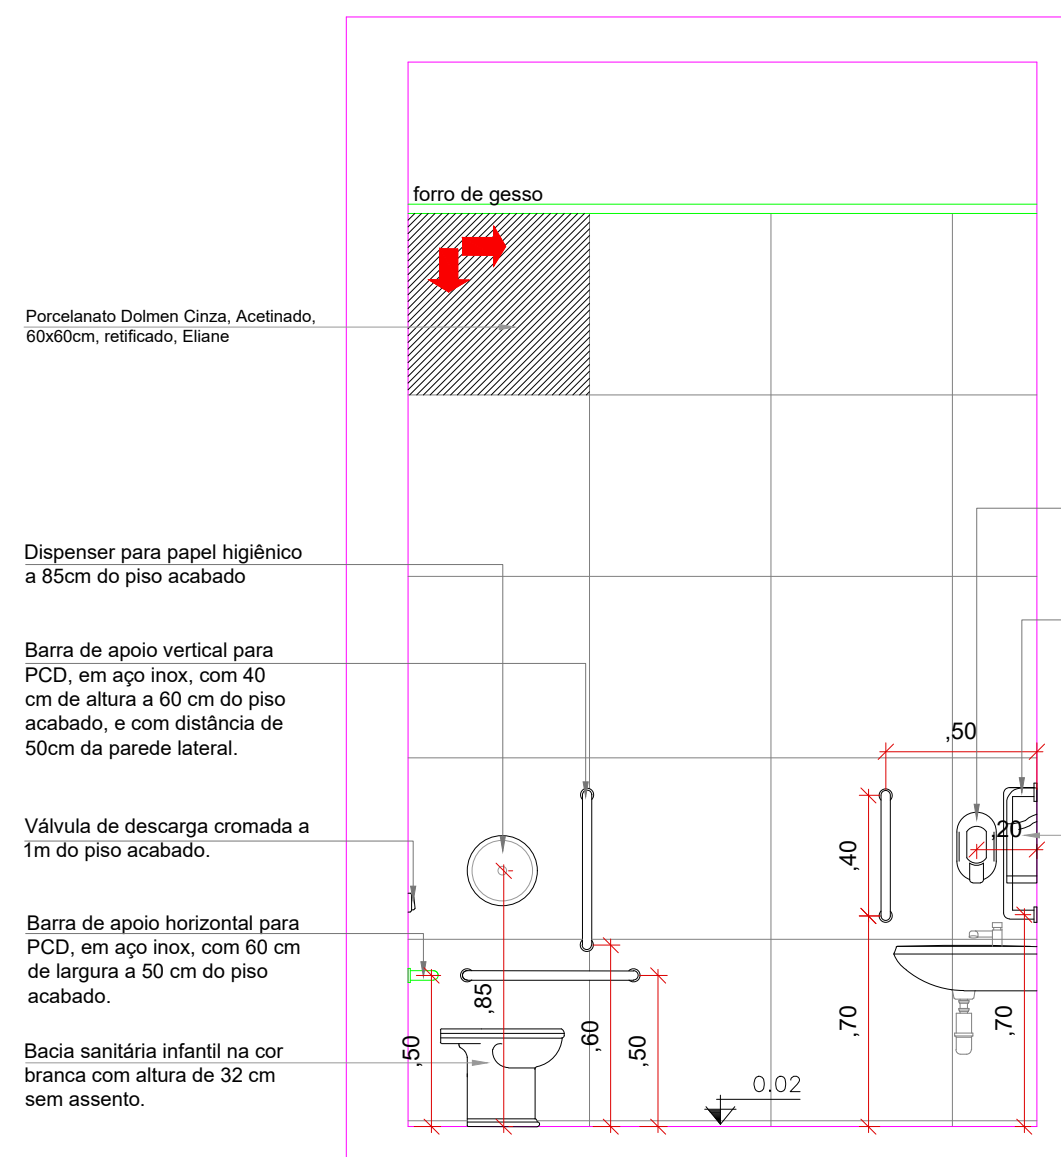 forro de gesso
Porcelanato Dolmen Cinza, Acetinado,
60x60cm, retificado, Eliane
Dispenser para papel higiênico
a 85cm do piso acabado
Barra de apoio vertical para
PCD, em aço inox, com 40
cm de altura a 60 cm do piso
acabado, e com distância de
50cm da parede lateral.
,50
Válvula de descarga cromada a
1m do piso acabado.
,20
,40
Barra de apoio horizontal para
PCD, em aço inox, com 60 cm
de largura a 50 cm do piso
acabado.
,85
Bacia sanitária infantil na cor
branca com altura de 32 cm
sem assento.
,50
,60
,50
,70
,70
0.02